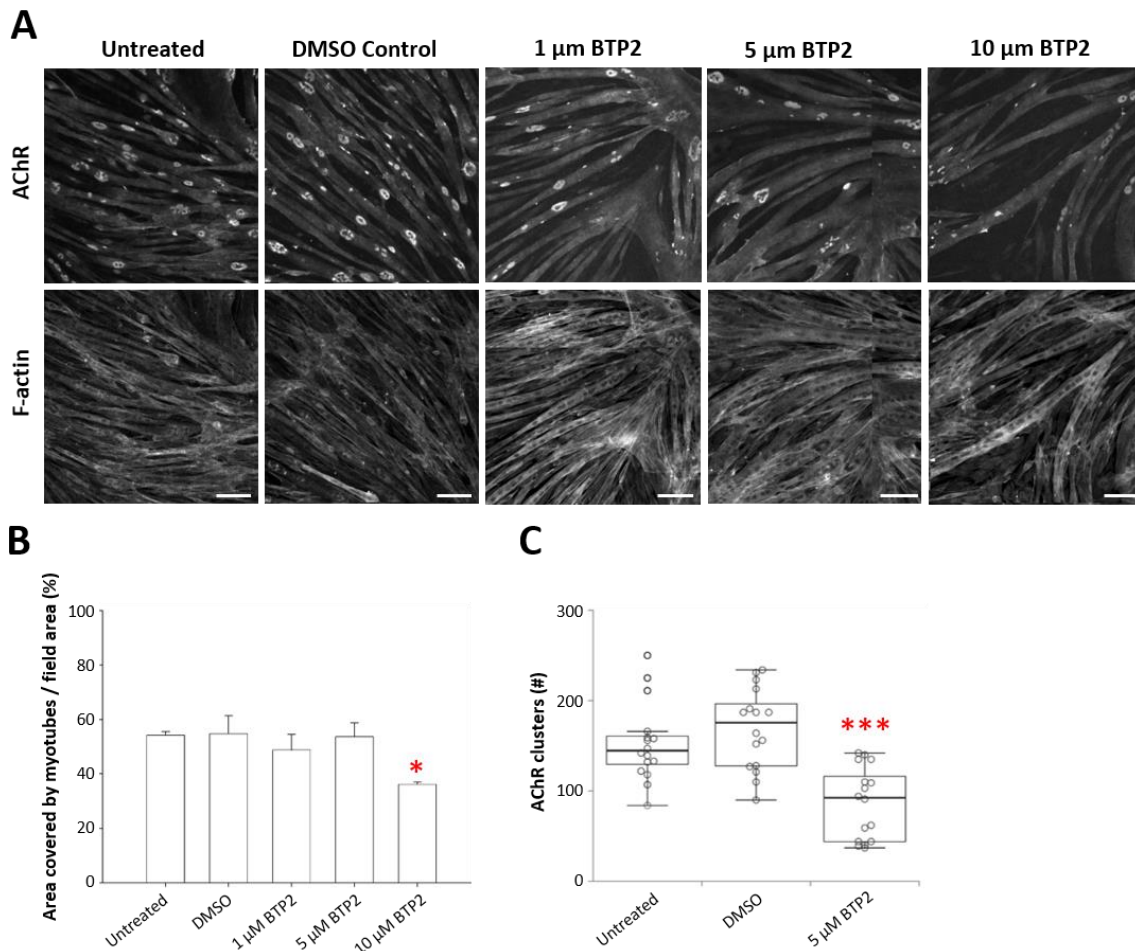 A
Untreated
DMSO Control
1 µm BTP2
5 µm BTP2
10 µm BTP2
AChR
F-actin
B
Area covered by myotubes / field area (%)
100
80
60
40
20
0
*
Untreated
DMSO
1 µM BTP2
5 µM BTP2
10 µM BTP2
C
AChR clusters (#)
300
200
100
0
***
Untreated
DMSO
5 µM BTP2